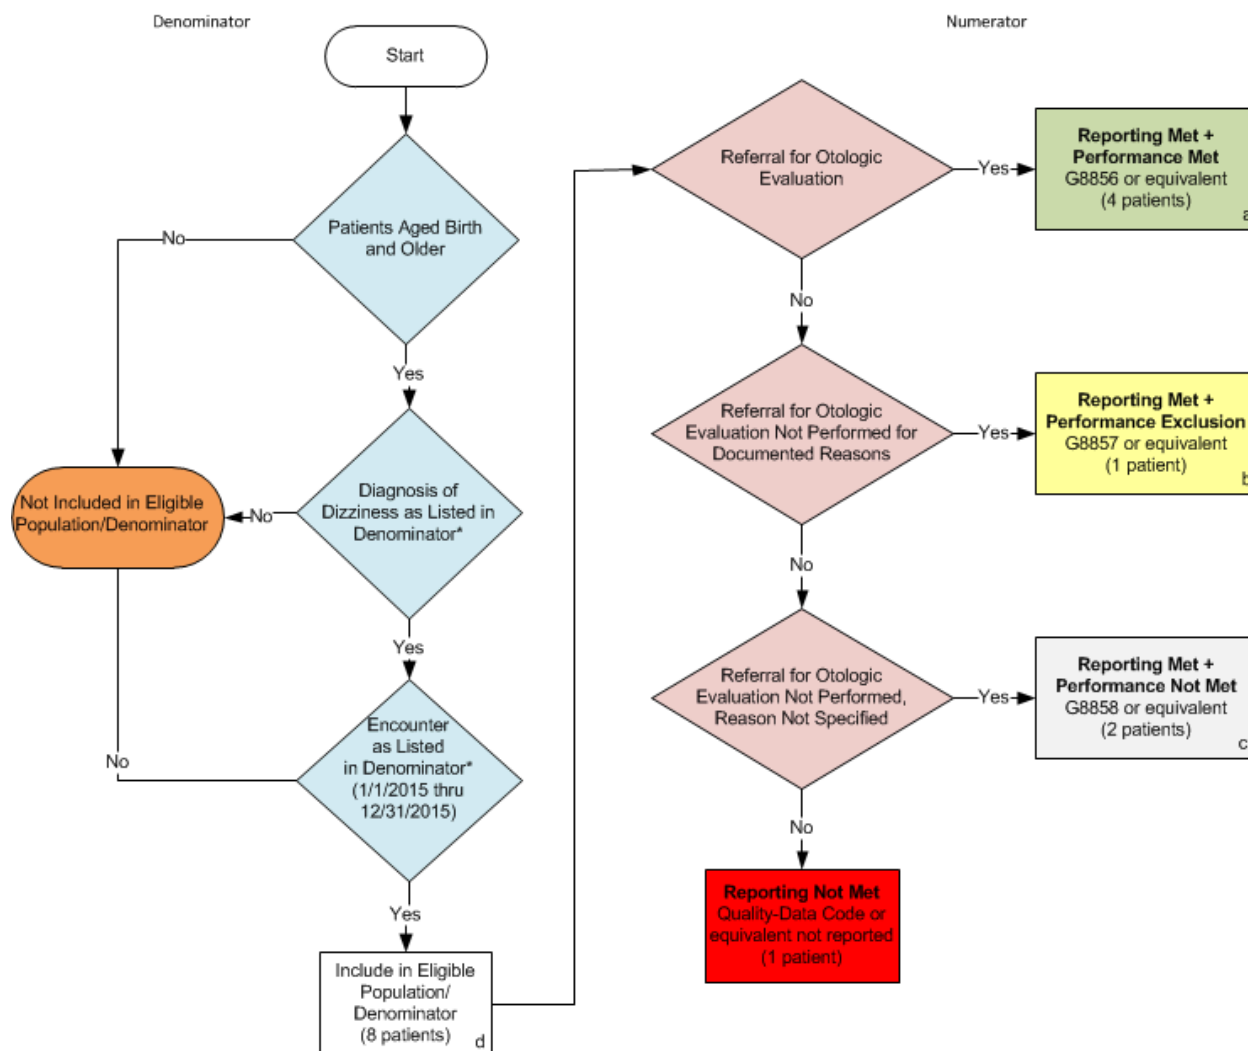 Denominator
Numerator
Start
Patients Aged Birth
and Older
No
Yes
Diagnosis of
Dizziness as Listed in
Denominator*
No
Not Included in Eligible
Population/Denominator
Yes
Encounter
as Listed
in Denominator*
(1/1/2015 thru
12/31/2015)
No
Yes
Include in Eligible
Population/
Denominator
(8 patients)
d
Referral for Otologic
Evaluation
Yes
Reporting Met +
Performance Met
G8856 or equivalent
(4 patients)
a
No
Referral for Otologic
Evaluation Not Performed for
Documented Reasons
Yes
Reporting Met +
Performance Exclusion
G8857 or equivalent
(1 patient)
b
No
Referral for Otologic
Evaluation Not Performed,
Reason Not Specified
Yes
Reporting Met +
Performance Not Met
G8858 or equivalent
(2 patients)
c
No
Reporting Not Met
Quality-Data Code or
equivalent not reported
(1 patient)